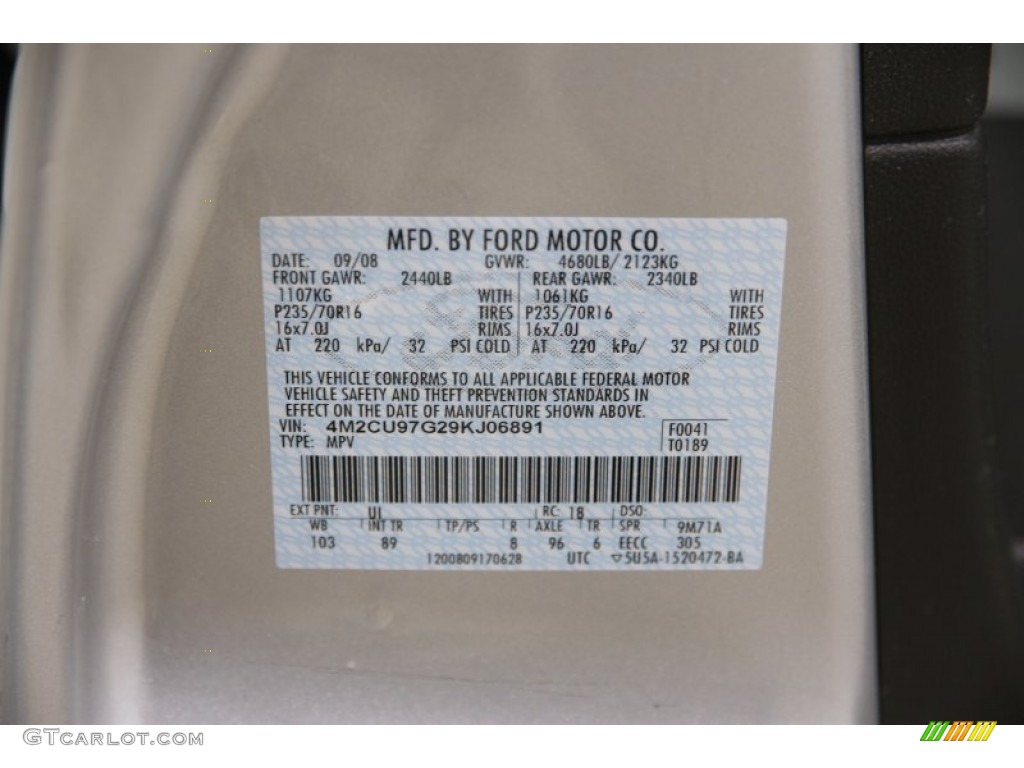 MFD. BY FORD MOTOR CO.
DATE: 09/08 GVWR: 4680LB/ 2123KG
FRONT GAWR: 2440LB REAR GAWR: 2340LB
1107KG WITH 1061KG WITH
P235/70R16 TIRES P235/70R16 TIRES
16x7.0J RIMS 16x7.0J RIMS
AT 220 kPa/ 32 PSI COLD AT 220 kPa/ 32 PSI COLD
THIS VEHICLE CONFORMS TO ALL APPLICABLE FEDERAL MOTOR
VEHICLE SAFETY AND THEFT PREVENTION STANDARDS IN
EFFECT ON THE DATE OF MANUFACTURE SHOWN ABOVE.
VIN: 4M2CU97G29KJ06891 F0041
TYPE: MPV T0189
EXT PNT: UI RC: 18 DSO:
WB INT TR TP/PS R AXLE TR SPR 9M71A
103 89 8 96 6 EECC 305
1200809170628 UTC ▽5U5A-1520472-BA
GTCarlot.com